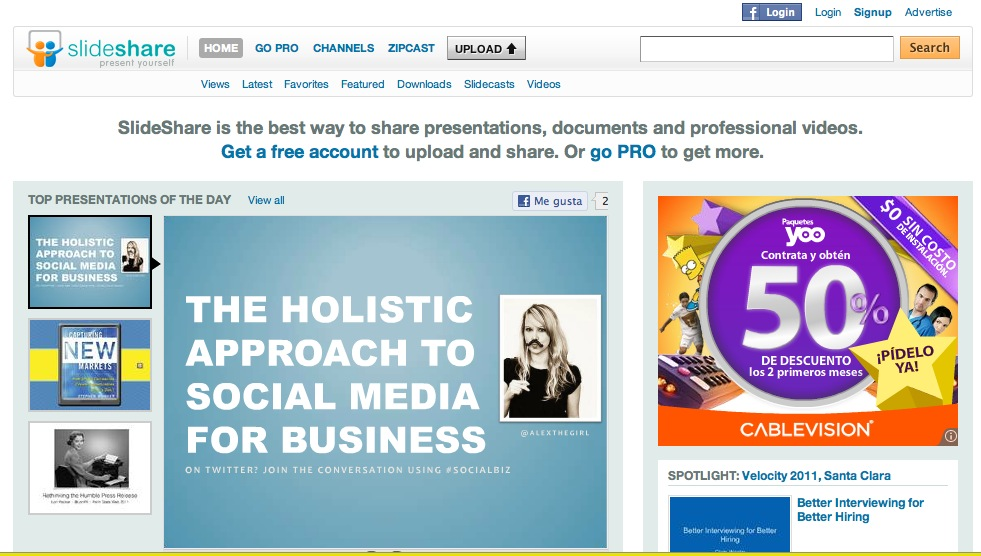 Login
Login
Signup
Advertise
slideshare
present yourself
HOME
GO PRO
CHANNELS
ZIPCAST
UPLOAD
Search
Views
Latest
Favorites
Featured
Downloads
Slidecasts
Videos
SlideShare is the best way to share presentations, documents and professional videos.
Get a free account to upload and share. Or go PRO to get more.
TOP PRESENTATIONS OF THE DAY
View all
Me gusta
2
THE HOLISTIC
APPROACH TO
SOCIAL MEDIA
FOR BUSINESS
CAPTURING
NEW
MARKETS
Rethinking the Humble Press Release
THE HOLISTIC
APPROACH TO
SOCIAL MEDIA
FOR BUSINESS
@ALEXTHEGIRL
ON TWITTER? JOIN THE CONVERSATION USING #SOCIALBIZ
$0 SIN COSTO
DE INSTALACIÓN.
Paquetes
yoo
Contrata y obtén
50%
DE DESCUENTO
los 2 primeros meses
¡PÍDELO
YA!
CABLEVISION
SPOTLIGHT: Velocity 2011, Santa Clara
Better Interviewing for Better
Hiring
Better Interviewing for
Better Hiring